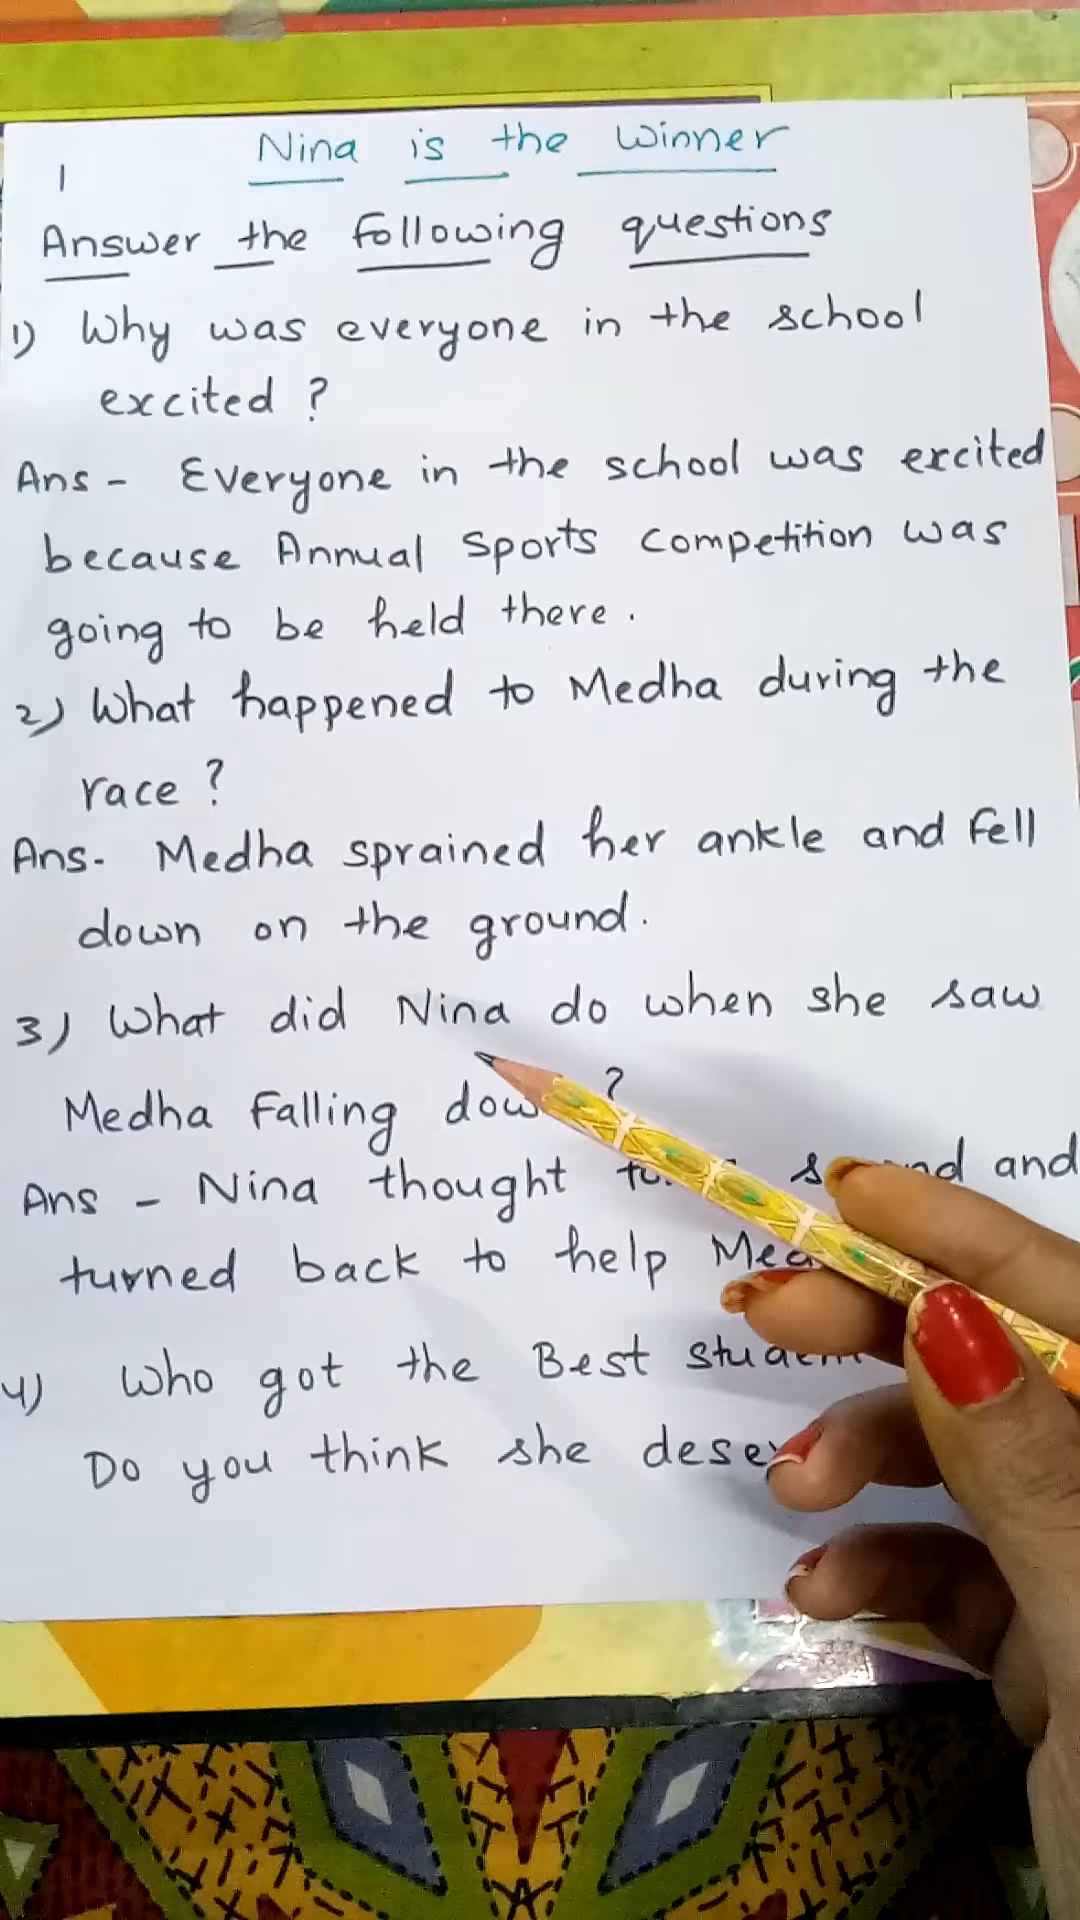 Nina is the Winner
1
Answer the following questions
1) Why was everyone in the school
excited ?
Ans - Everyone in the school was excited
because Annual Sports competition was
going to be held there.
2) What happened to Medha during the
race ?
Ans- Medha sprained her ankle and fell
down on the ground.
3) What did Nina do when she saw
Medha falling ?
Ans - Nina thought and
turned back to help
4) Who got the Best
Do you think she